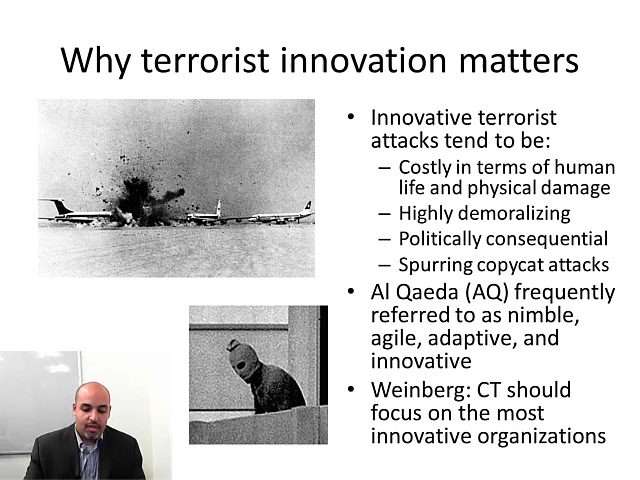 Why terrorist innovation matters
• Innovative terrorist
attacks tend to be:
– Costly in terms of human
life and physical damage
– Highly demoralizing
– Politically consequential
– Spurring copycat attacks
• Al Qaeda (AQ) frequently
referred to as nimble,
agile, adaptive, and
innovative
• Weinberg: CT should
focus on the most
innovative organizations